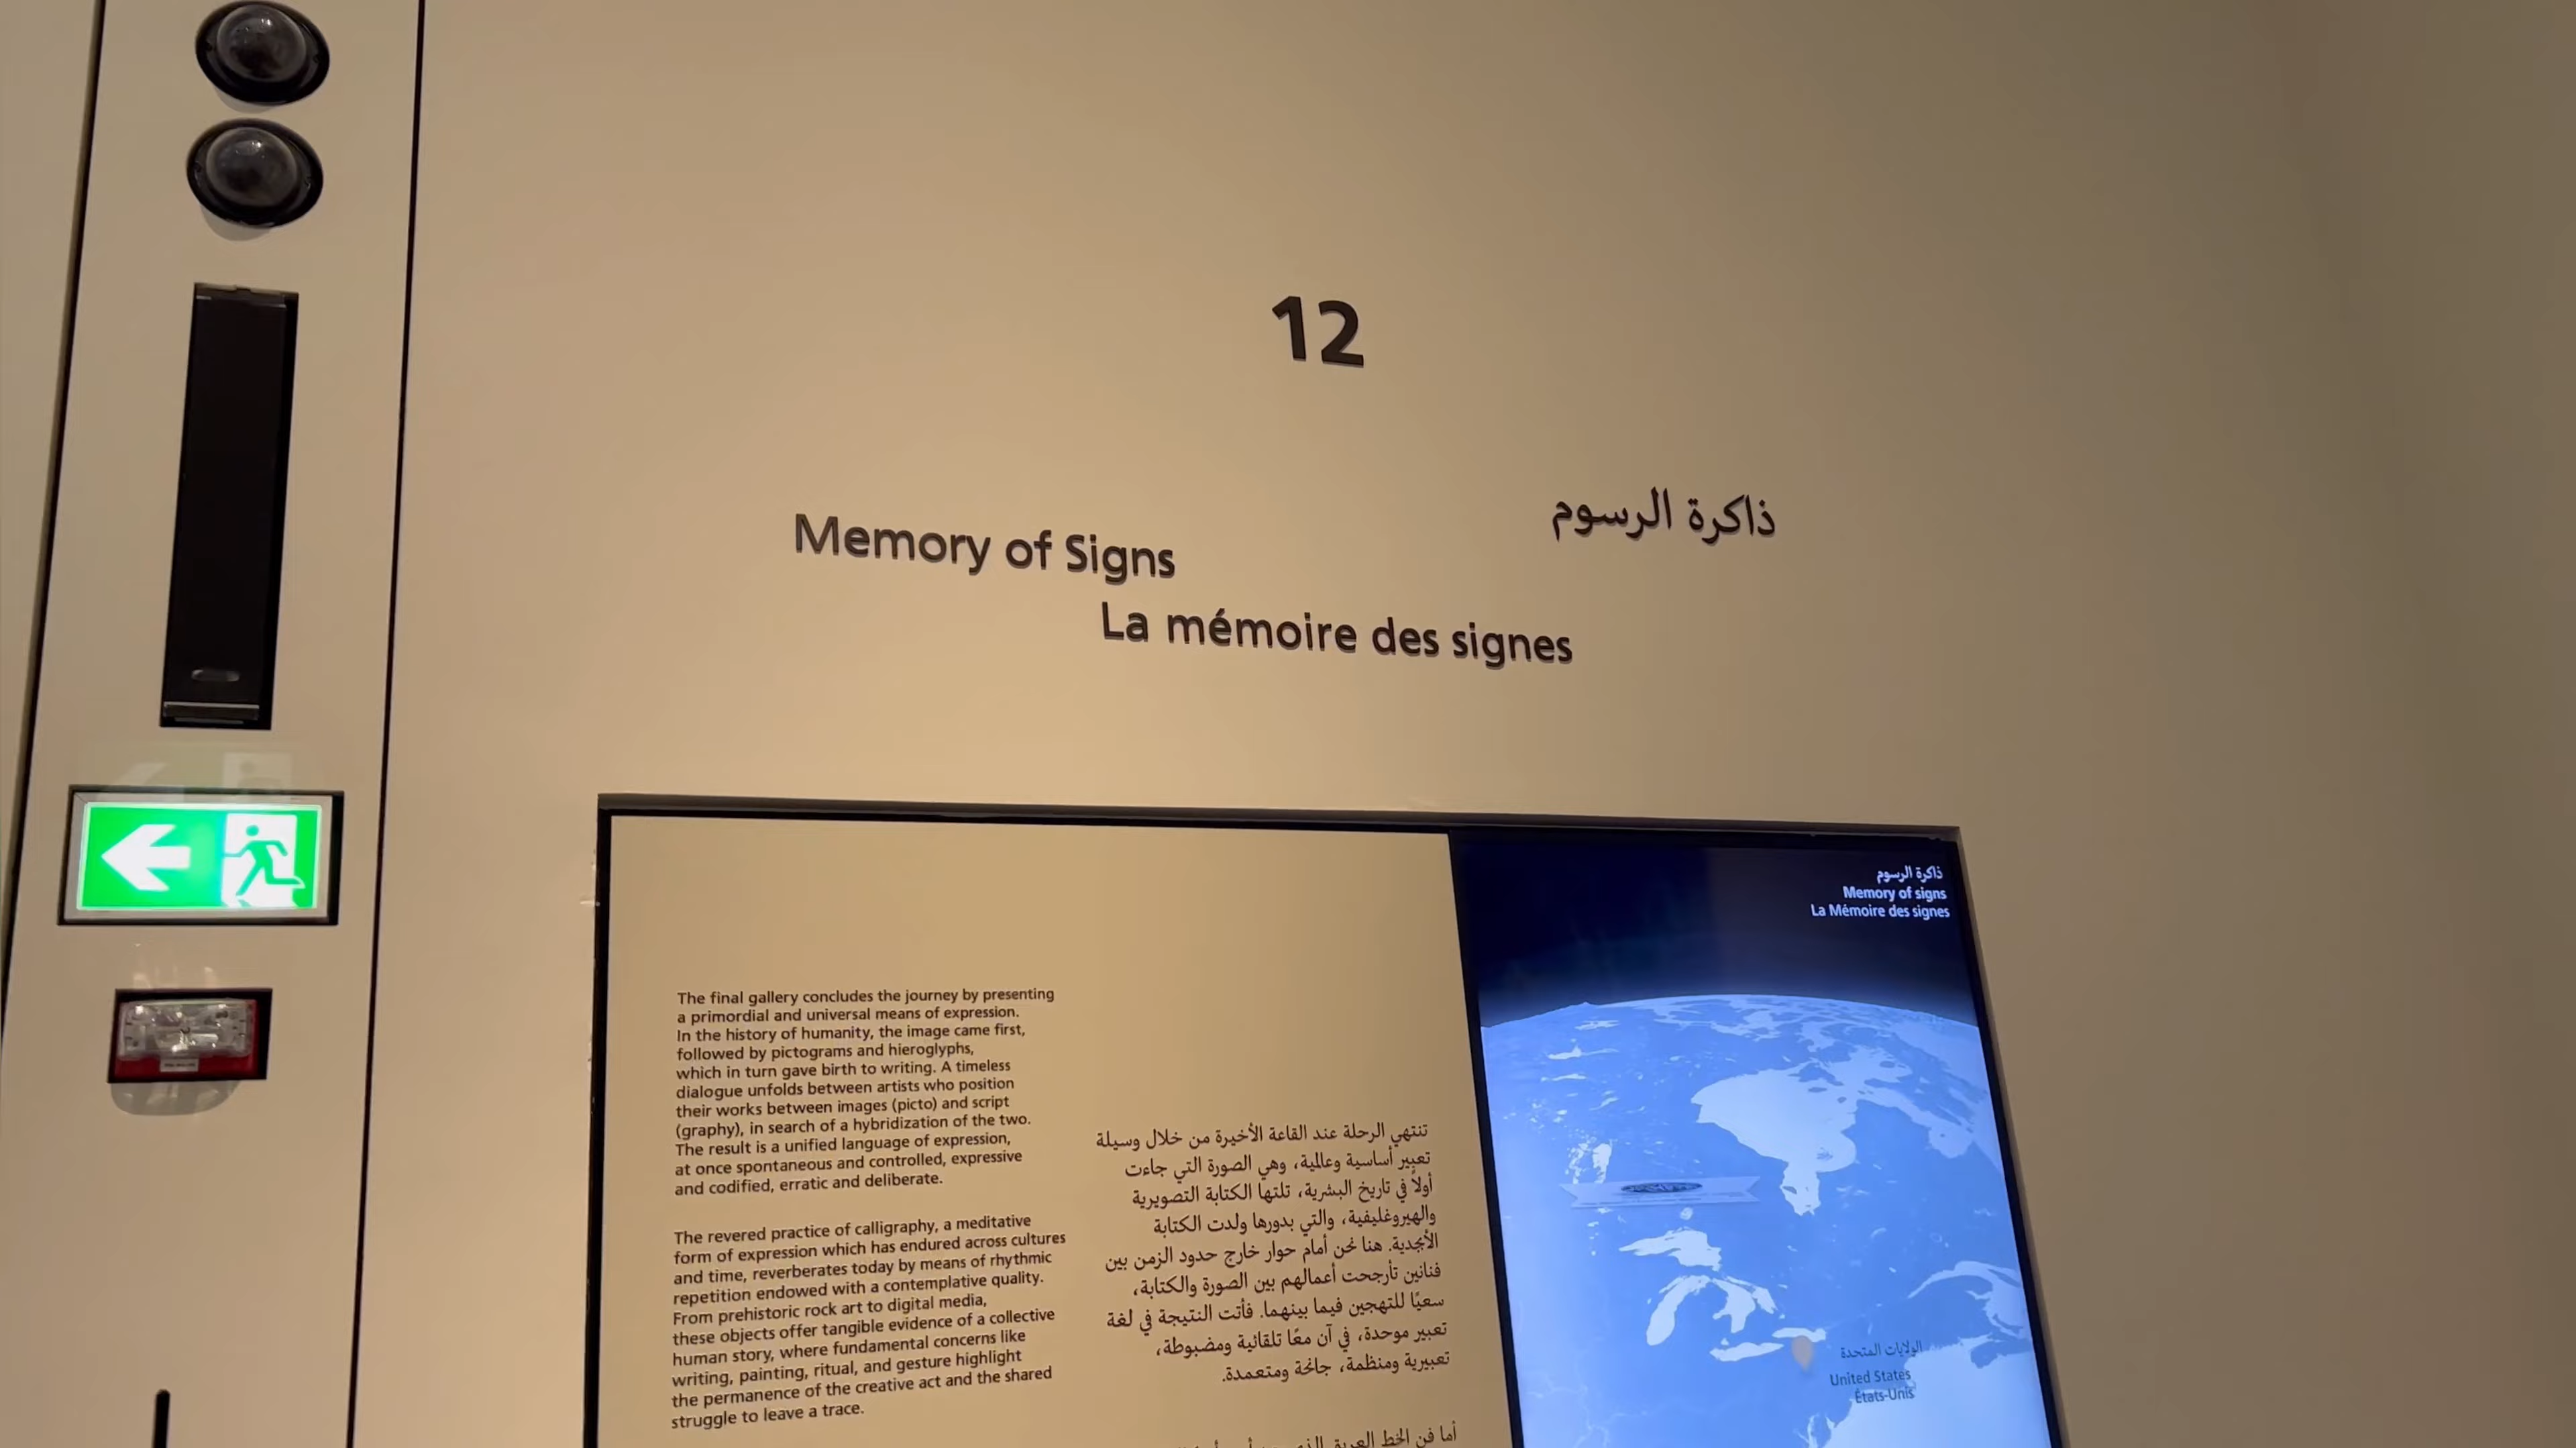 12
Memory of Signs
ذاكرة الرسوم
La mémoire des signes
The final gallery concludes the journey by presenting
a primordial and universal means of expression.
In the history of humanity, the image came first,
followed by pictograms and hieroglyphs,
which in turn gave birth to writing. A timeless
dialogue unfolds between artists who position
their works between images (picto) and script
(graphy), in search of a hybridization of the two.
The result is a unified language of expression,
at once spontaneous and controlled, expressive
and codified, erratic and deliberate.
The revered practice of calligraphy, a meditative
form of expression which has endured across cultures
and time, reverberates today by means of rhythmic
repetition endowed with a contemplative quality.
From prehistoric rock art to digital media,
these objects offer tangible evidence of a collective
human story, where fundamental concerns like
writing, painting, ritual, and gesture highlight
the permanence of the creative act and the shared
struggle to leave a trace.
تنتهي الرحلة عند القاعة الأخيرة من خلال وسيلة
تعبير أساسية وعالمية، وهي الصورة التي جاءت
أولاً في تاريخ البشرية، تلتها الكتابة التصويرية
والهيروغليفية، والتي بدورها ولدت الكتابة
الأبجدية. هنا نحن أمام حوار خارج حدود الزمن بين
فنانين تأرجحت أعمالهم بين الصورة والكتابة،
سعيًا للتهجين فيما بينهما. فأتت النتيجة في لغة
تعبير موحدة، في آن معًا تلقائية ومضبوطة،
تعبيرية ومنظمة، جانحة ومتعمدة.
أما فن الخط العريق
ذاكرة الرسوم
Memory of signs
La Mémoire des signes
الولايات المتحدة
United States
États-Unis